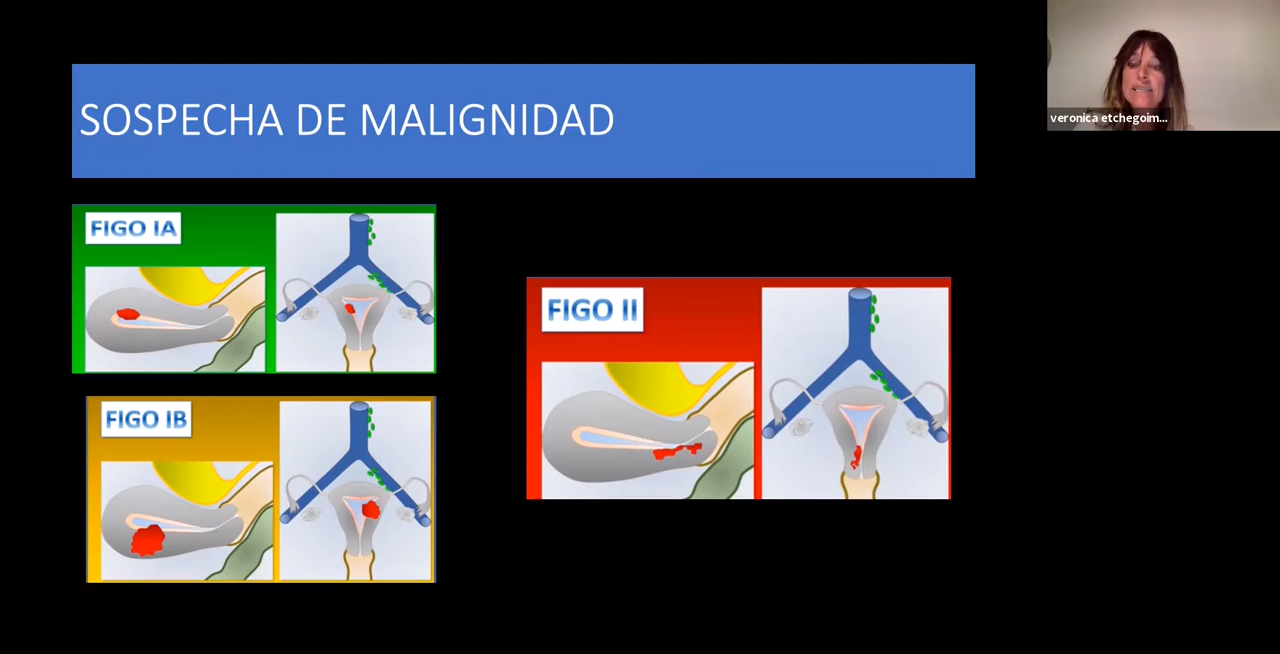 SOSPECHA DE MALIGNIDAD
veronica etchegoim...
FIGO IA
FIGO IB
FIGO II